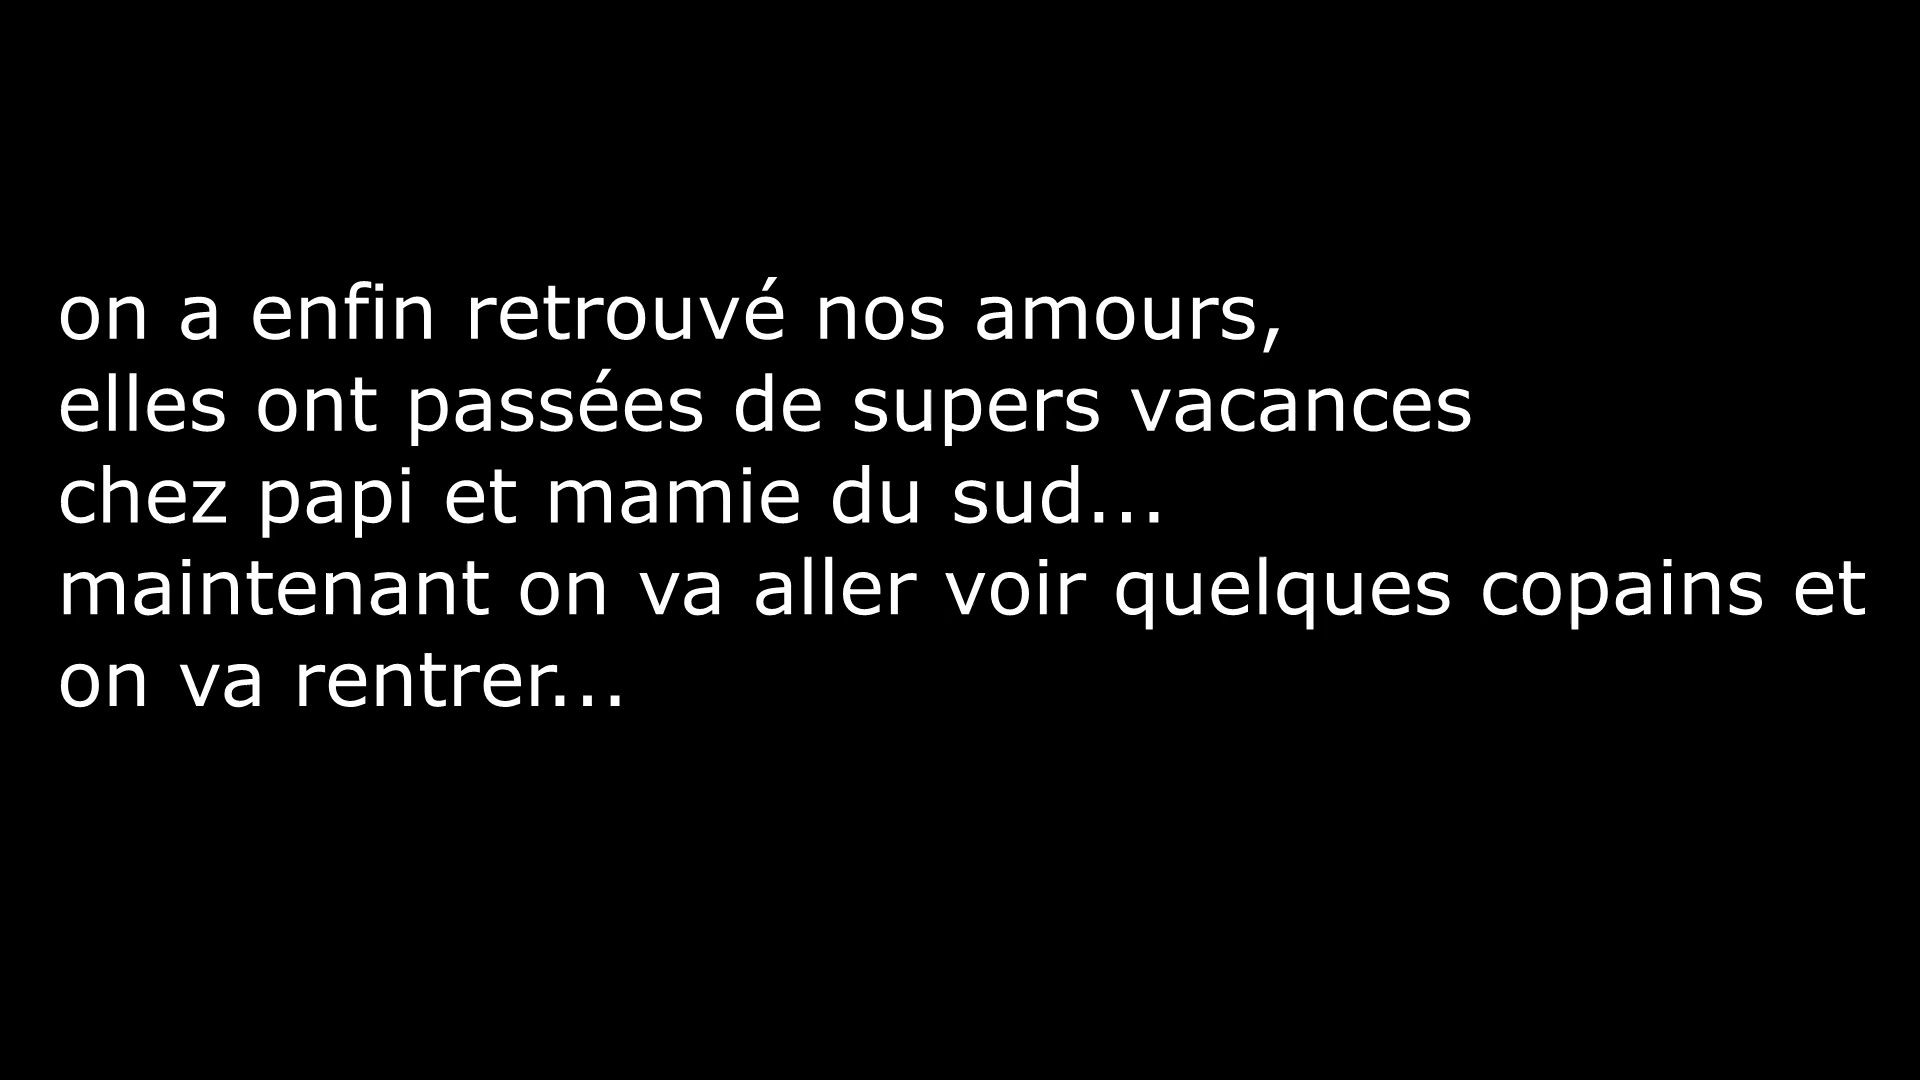 on a enfin retrouvé nos amours,
elles ont passées de supers vacances
chez papi et mamie du sud...
maintenant on va aller voir quelques copains et
on va rentrer...